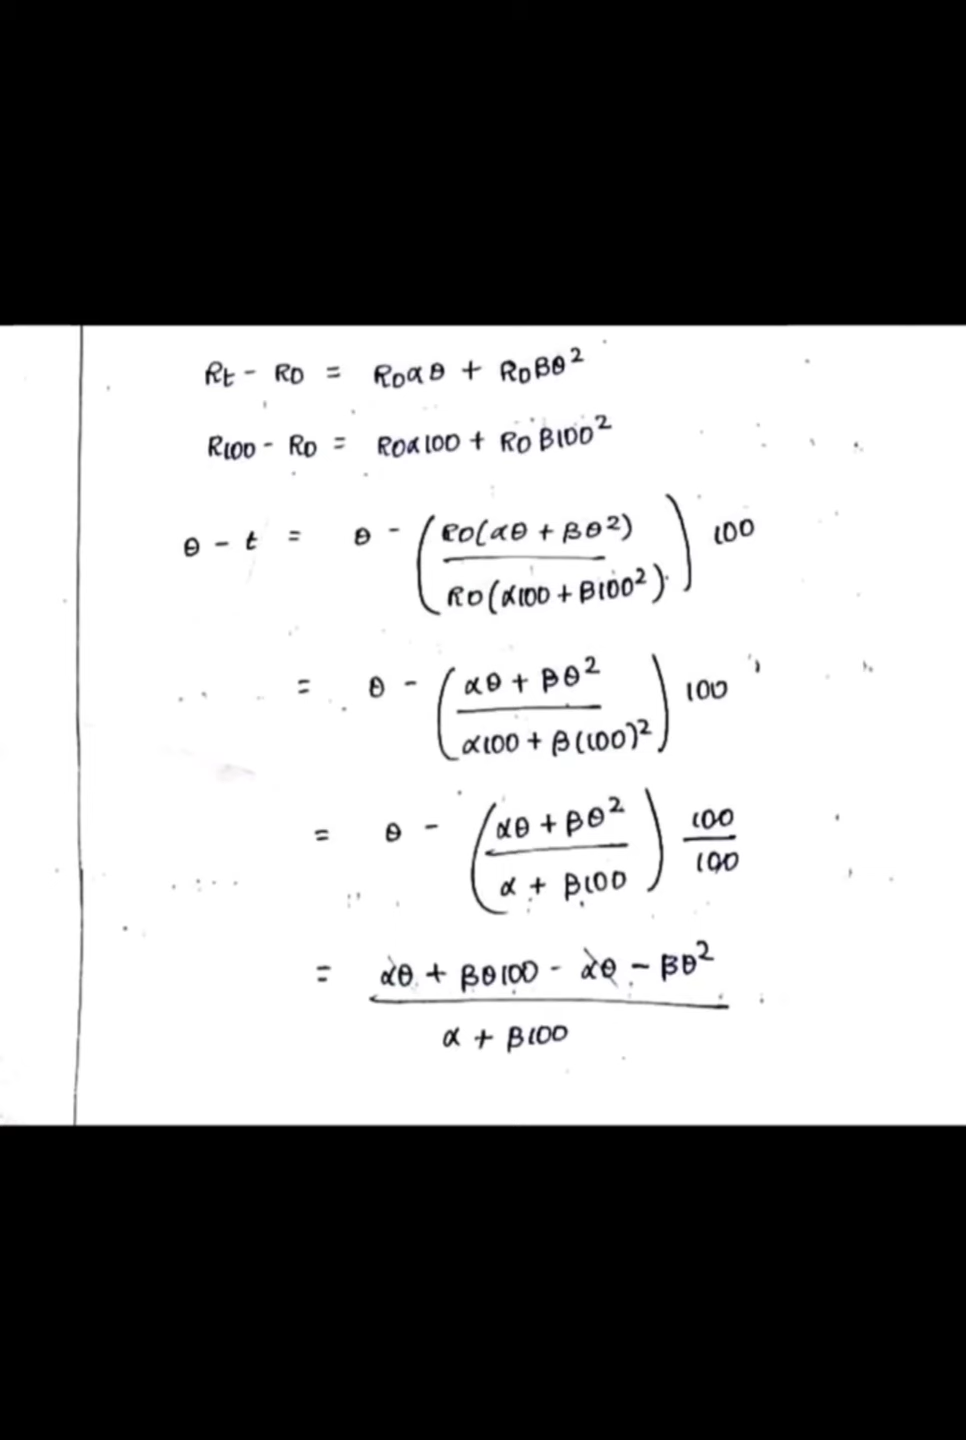 Rt - R0 = R0αθ + R0βθ²
R100 - R0 = R0α100 + R0β100²
θ - t = θ - (R0(αθ + βθ²) / R0(α100 + β100²)) 100
= θ - (αθ + βθ² / α100 + β(100)²) 100
= θ - (αθ + βθ² / α + β100) 100/100
= αθ + βθ100 - αθ - βθ² / α + β100